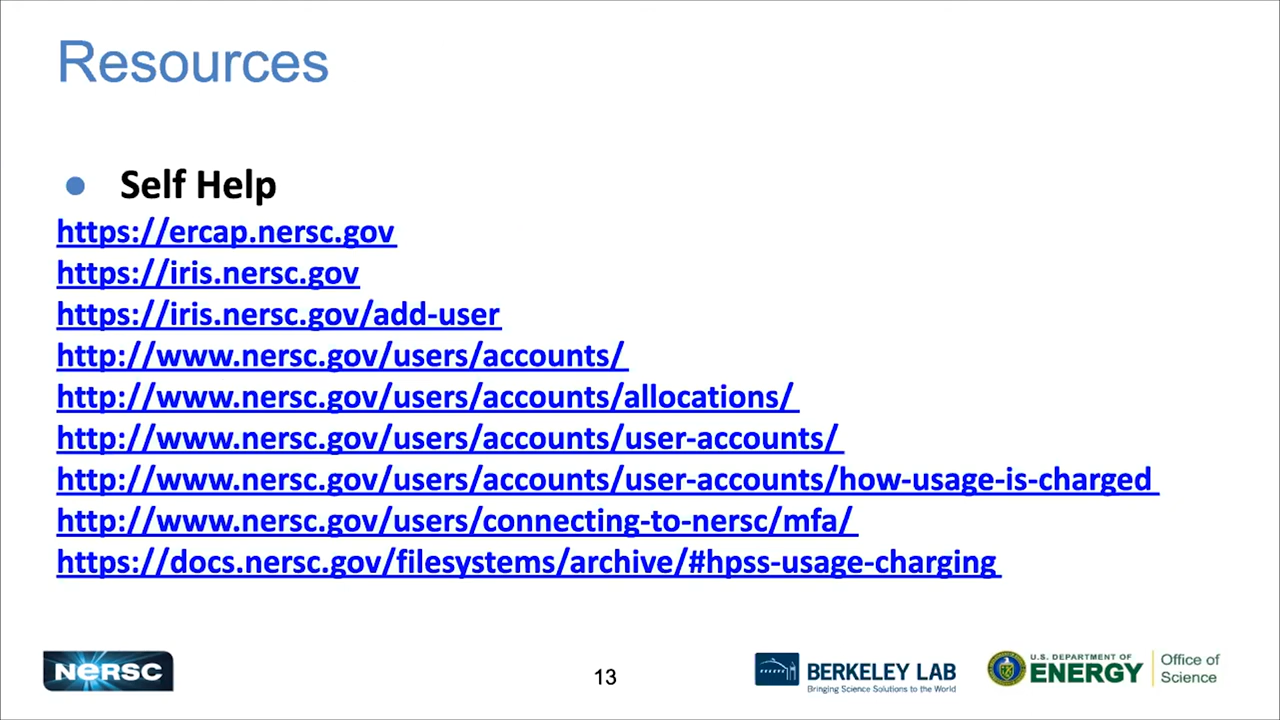 Resources
● Self Help
https://ercap.nersc.gov
https://iris.nersc.gov
https://iris.nersc.gov/add-user
http://www.nersc.gov/users/accounts/
http://www.nersc.gov/users/accounts/allocations/
http://www.nersc.gov/users/accounts/user-accounts/
http://www.nersc.gov/users/accounts/user-accounts/how-usage-is-charged
http://www.nersc.gov/users/connecting-to-nersc/mfa/
https://docs.nersc.gov/filesystems/archive/#hpss-usage-charging
NERSC
13
BERKELEY LAB
Bringing Science Solutions to the World
U.S. DEPARTMENT OF
ENERGY
Office of
Science